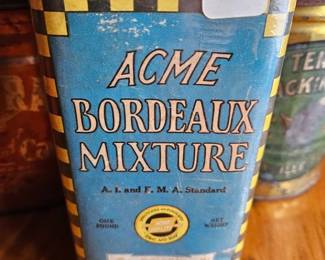 ACME
BORDEAUX
MIXTURE
A. I. and F. M. A. Standard
ONE
POUND
NET
WEIGHT